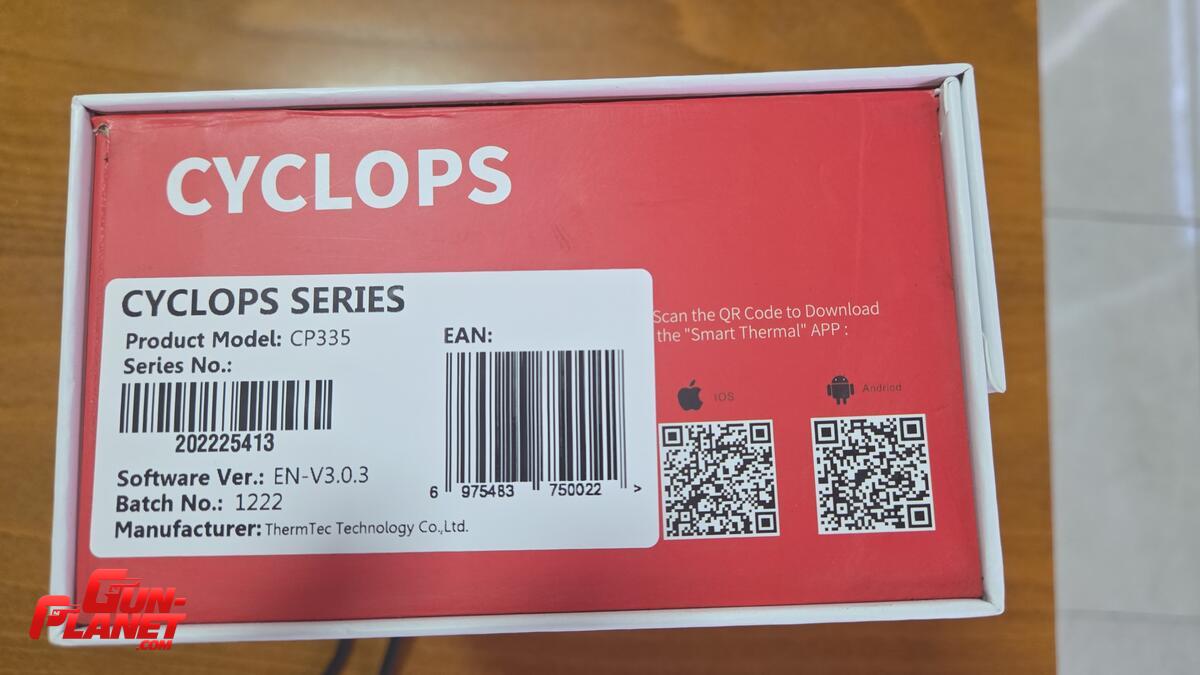 CYCLOPS
CYCLOPS SERIES
Product Model: CP335
Series No.:
202225413
Software Ver.: EN-V3.0.3
Batch No.: 1222
Manufacturer: ThermTec Technology Co.,Ltd.
EAN:
6 975483 750022 >
Scan the QR Code to Download
the "Smart Thermal" APP :
IOS
Andriod
GUN-
PLANET
.COM